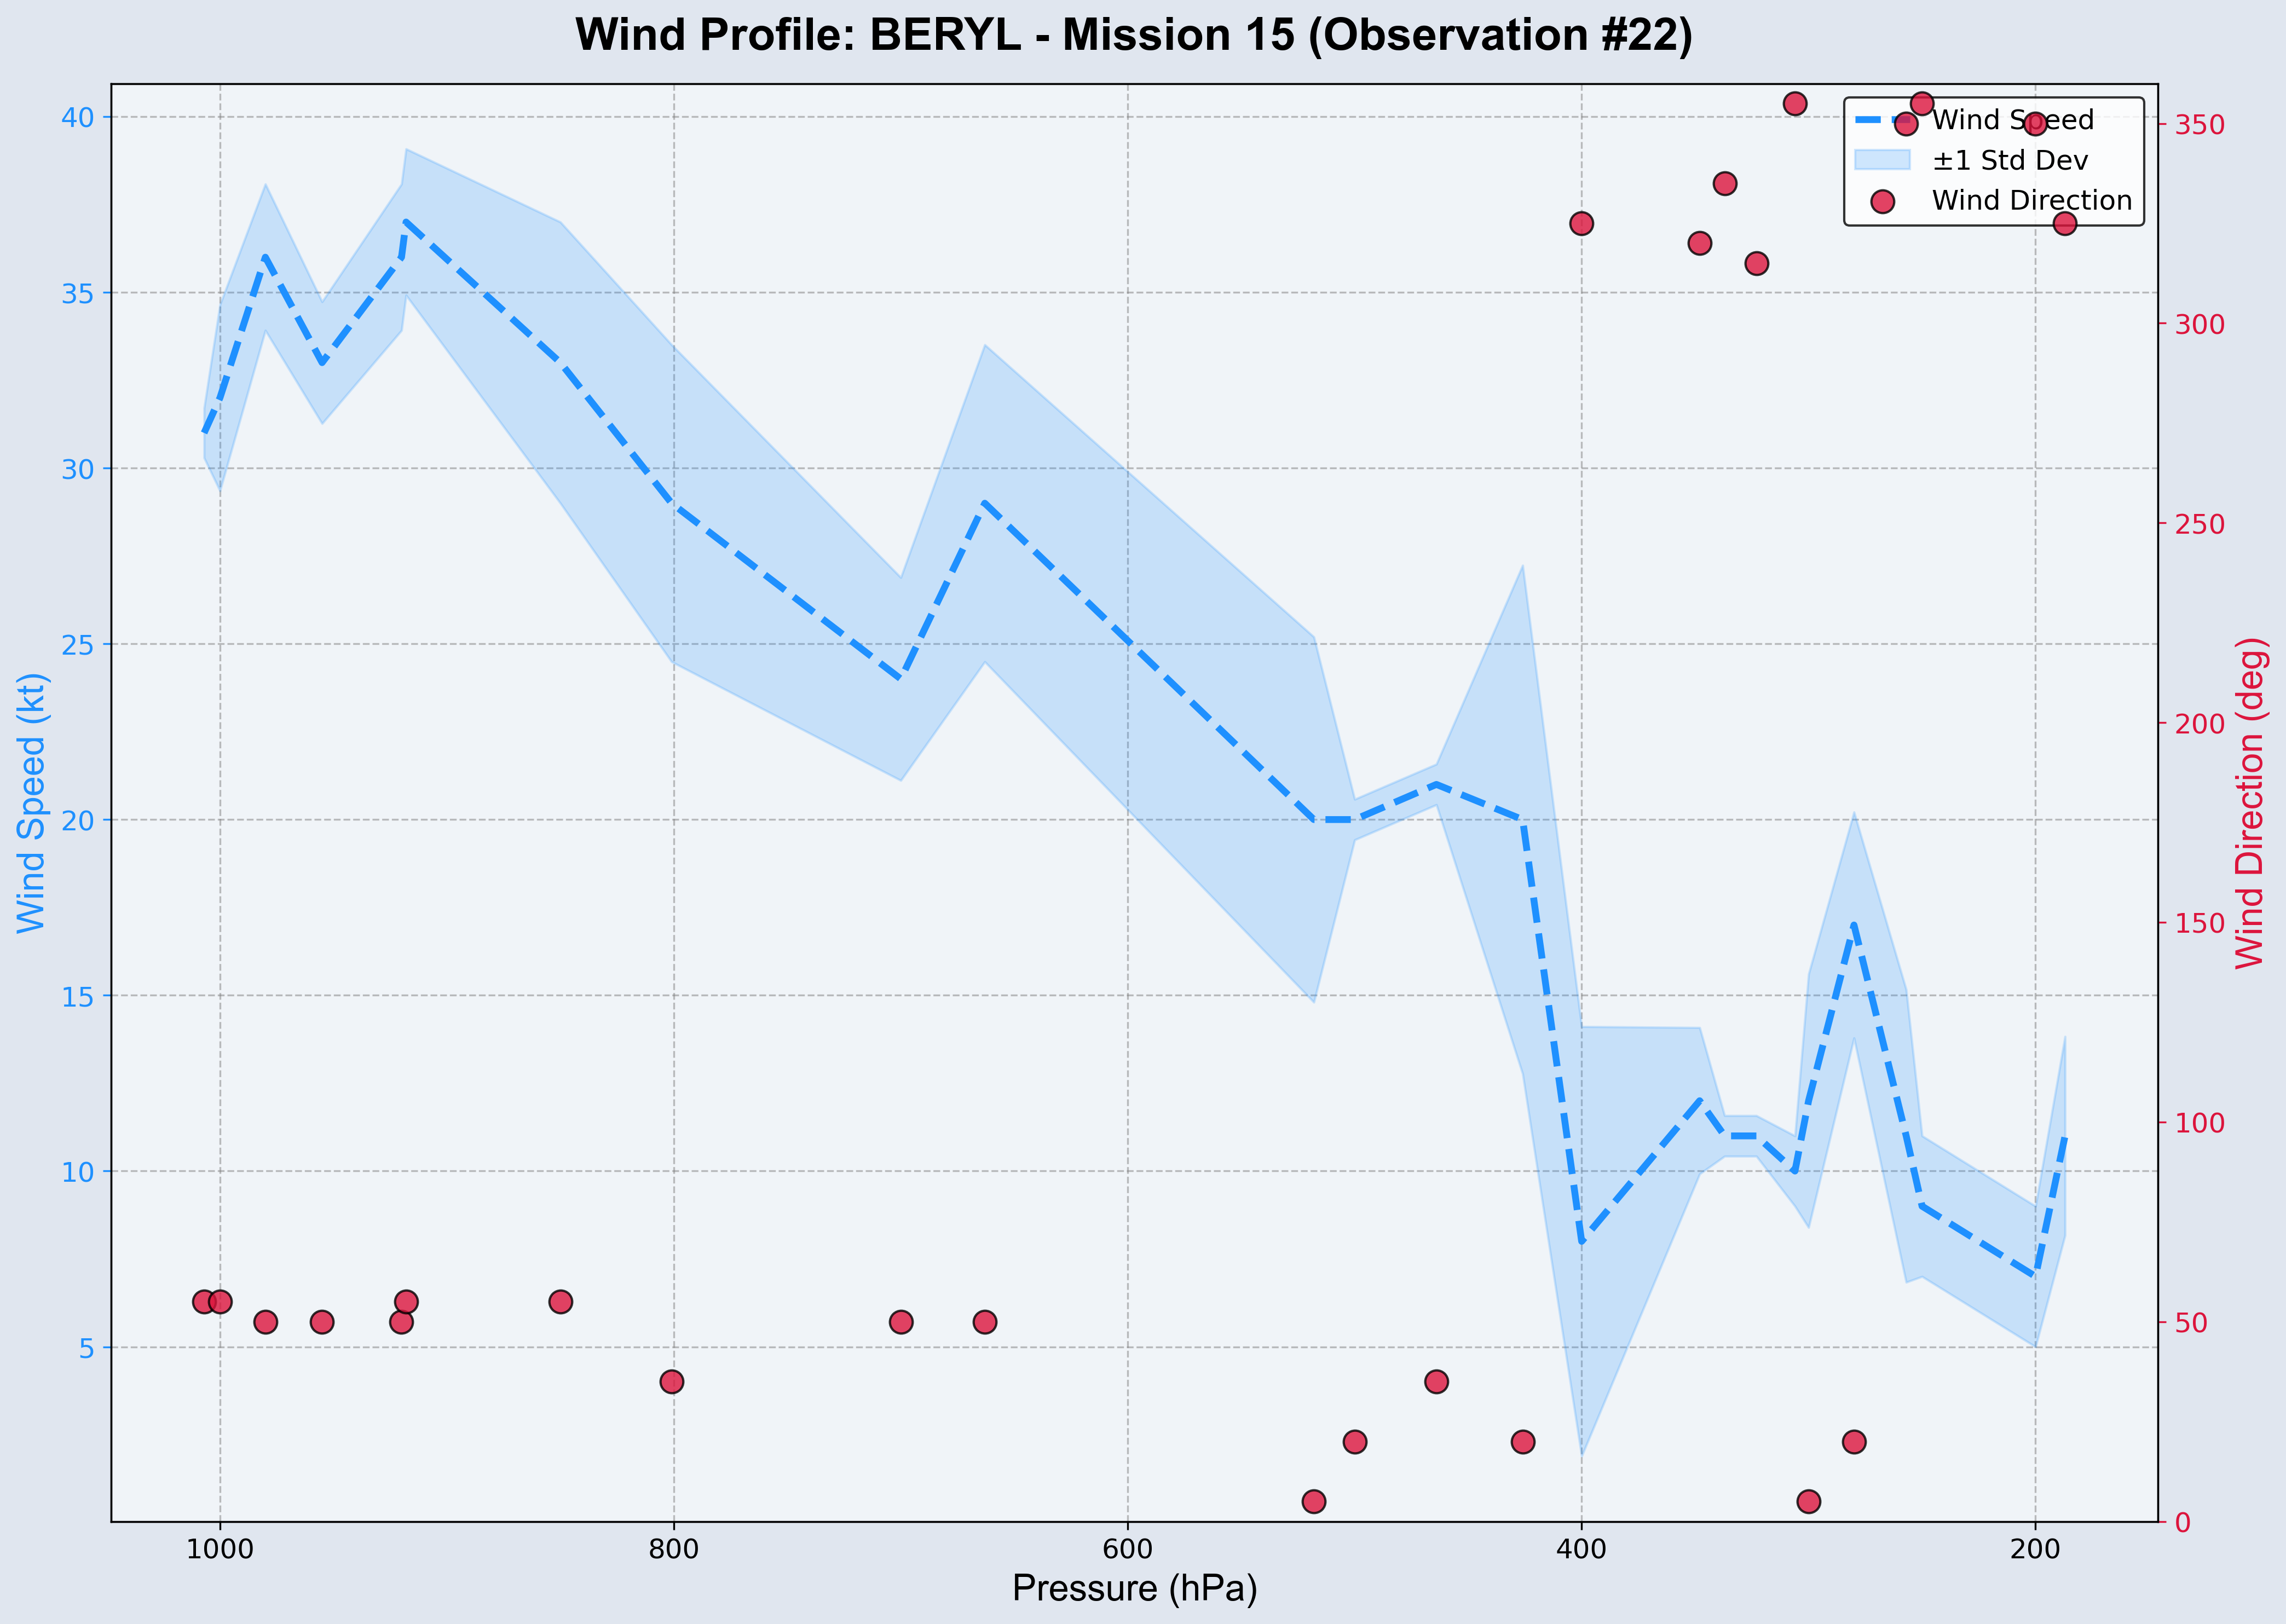 Wind Profile: BERYL - Mission 15 (Observation #22)
Wind Speed (kt)
40
35
30
25
20
15
10
5
Wind Speed
±1 Std Dev
Wind Direction
350
300
250
200
150
100
50
0
Wind Direction (deg)
1000 800 600 400 200
Pressure (hPa)